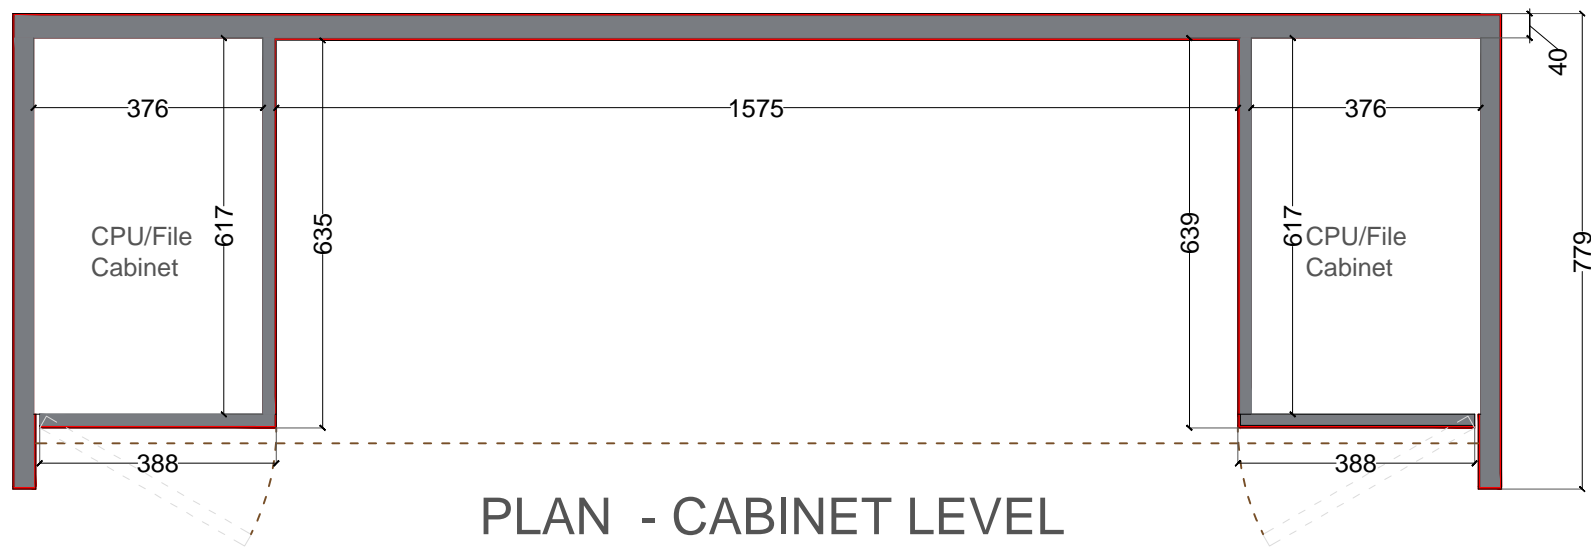 40
376
1575
376
617
635
639
617
779
CPU/File
Cabinet
CPU/File
Cabinet
388
388
PLAN - CABINET LEVEL